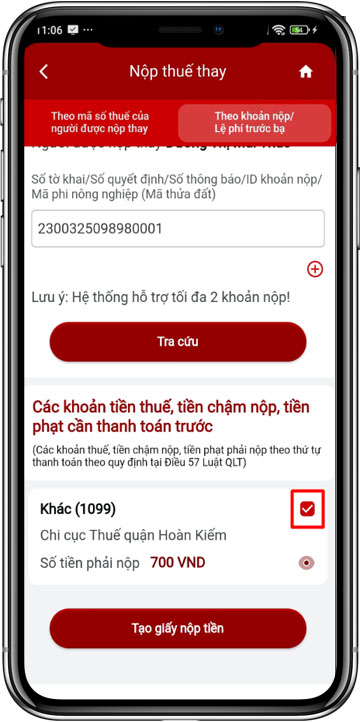 1:06
Nộp thuế thay
Theo mã số thuế của
người được nộp thay
Theo khoản nộp/
Lệ phí trước bạ
Số tờ khai/Số quyết định/Số thông báo/ID khoản nộp/
Mã phi nông nghiệp (Mã thửa đất)
2300325098980001
Lưu ý: Hệ thống hỗ trợ tối đa 2 khoản nộp!
Tra cứu
Các khoản tiền thuế, tiền chậm nộp, tiền
phạt cần thanh toán trước
(Các khoản thuế, tiền chậm nộp, tiền phạt phải nộp theo thứ tự
thanh toán theo quy định tại Điều 57 Luật QLT)
Khác (1099)
Chi cục Thuế quận Hoàn Kiếm
Số tiền phải nộp 700 VND
Tạo giấy nộp tiền